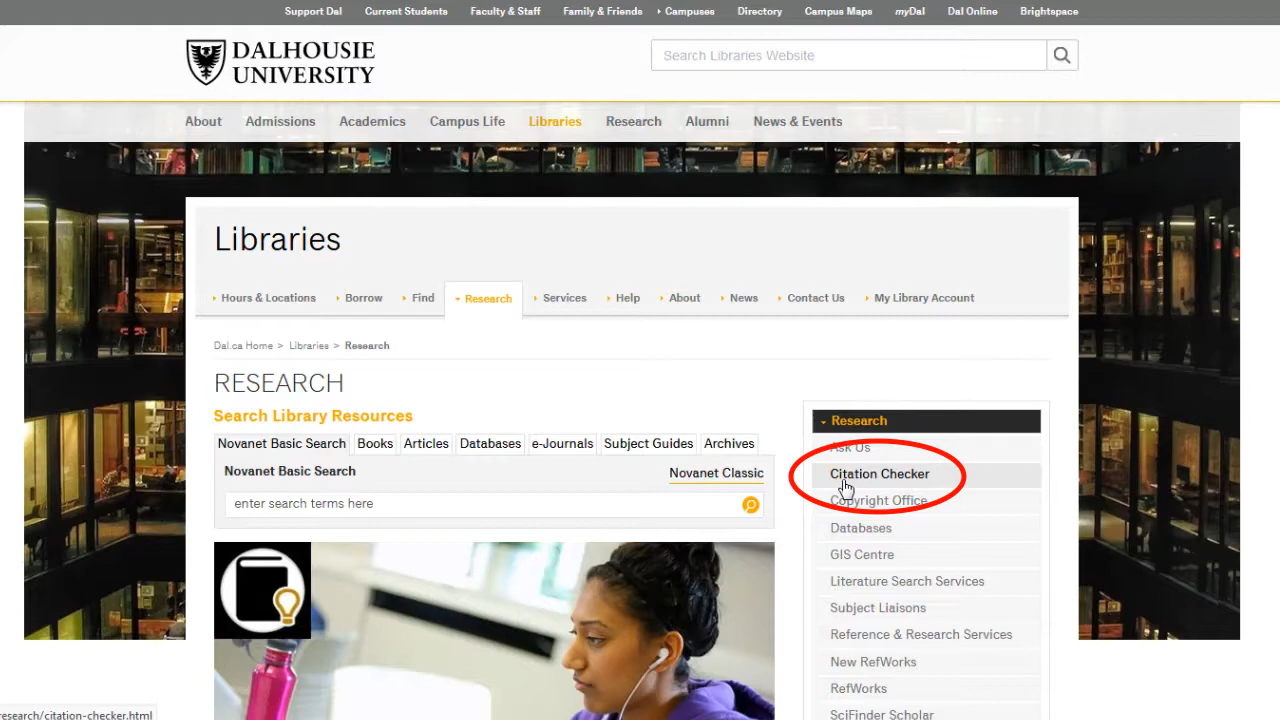 Support Dal Current Students Faculty & Staff Family & Friends Campuses Directory Campus Maps myDal Dal Online Brightspace
DALHOUSIE
UNIVERSITY
Search Libraries Website
About Admissions Academics Campus Life Libraries Research Alumni News & Events
Libraries
Hours & Locations Borrow Find Research Services Help About News Contact Us My Library Account
Dal.ca Home > Libraries > Research
RESEARCH
Search Library Resources
Novanet Basic Search Books Articles Databases e-Journals Subject Guides Archives
Novanet Basic Search Novanet Classic
enter search terms here
Research
Ask Us
Citation Checker
Copyright Office
Databases
GIS Centre
Literature Search Services
Subject Liaisons
Reference & Research Services
New RefWorks
RefWorks
SciFinder Scholar
research/citation-checker.html